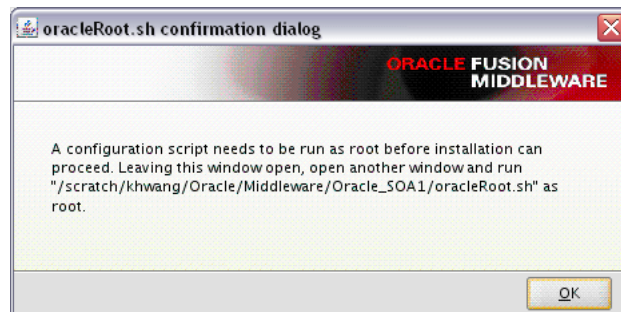 oracleRoot.sh confirmation dialog
ORACLE FUSION
MIDDLEWARE
A configuration script needs to be run as root before installation can
proceed. Leaving this window open, open another window and run
"/scratch/khwang/Oracle/Middleware/Oracle_SOA1/oracleRoot.sh" as
root.
OK